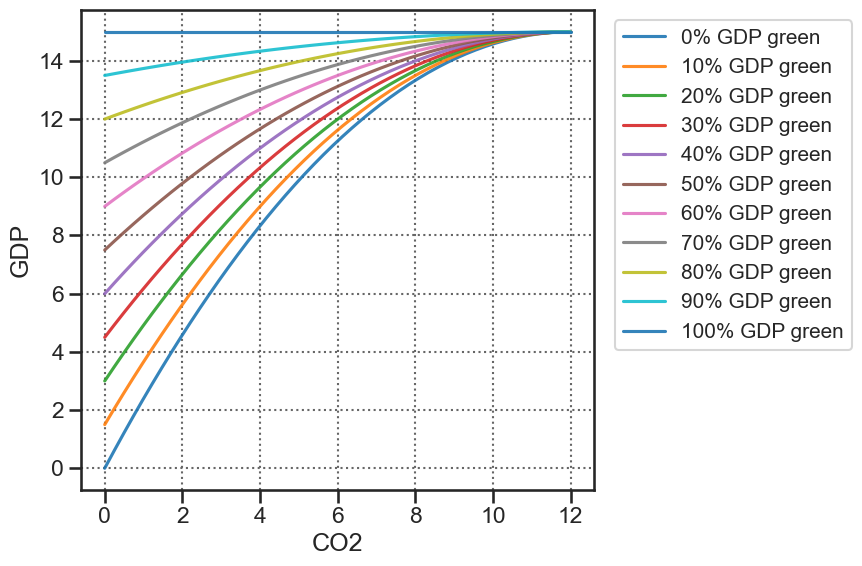 14
12
10
8
6
4
2
0
GDP
0 2 4 6 8 10 12
CO2
0% GDP green
10% GDP green
20% GDP green
30% GDP green
40% GDP green
50% GDP green
60% GDP green
70% GDP green
80% GDP green
90% GDP green
100% GDP green